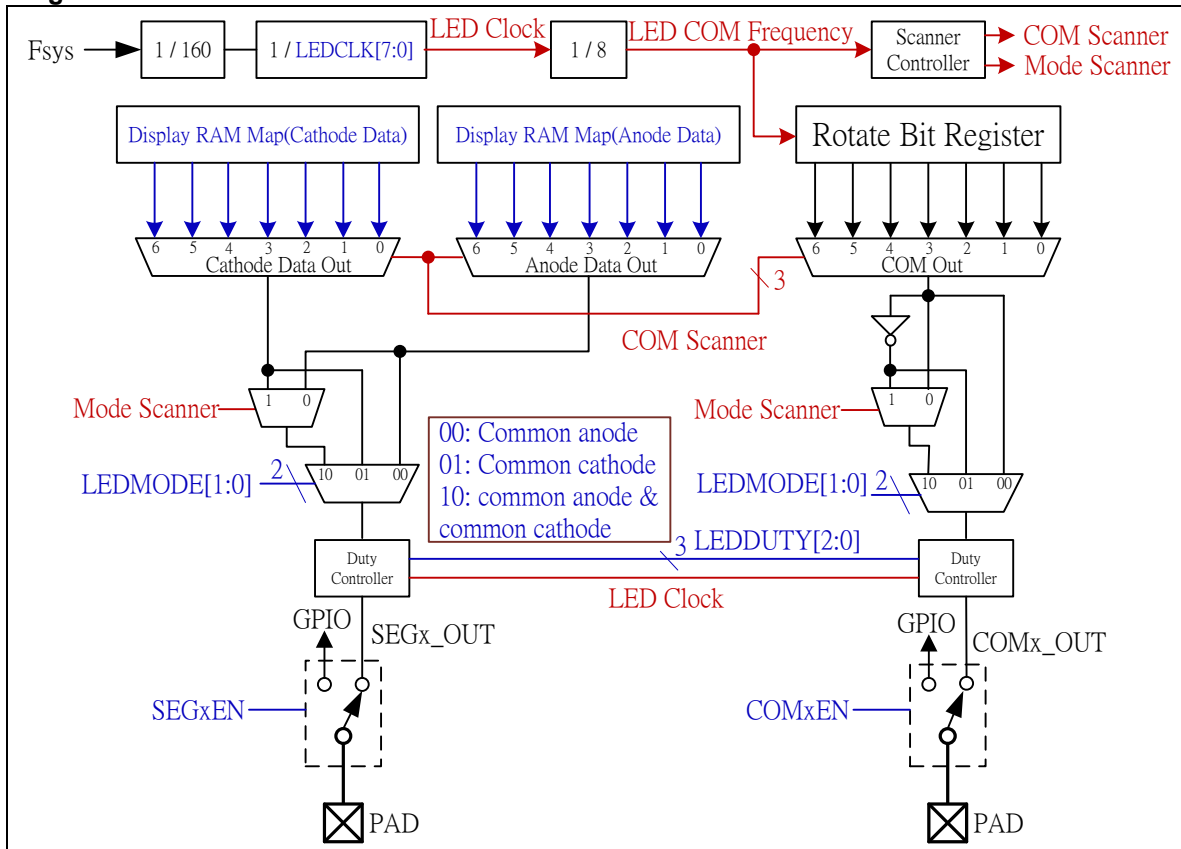 Fsys
1 / 160
1 / LEDCLK[7:0]
LED Clock
1 / 8
LED COM Frequency
Scanner
Controller
COM Scanner
Mode Scanner
Display RAM Map(Cathode Data)
Display RAM Map(Anode Data)
Rotate Bit Register
6 5 4 3 2 1 0
Cathode Data Out
6 5 4 3 2 1 0
Anode Data Out
6 5 4 3 2 1 0
COM Out
3
COM Scanner
Mode Scanner
1 0
Mode Scanner
1 0
00: Common anode
01: Common cathode
10: common anode &
common cathode
LEDMODE[1:0]
2
10 01 00
LEDMODE[1:0]
2
10 01 00
Duty
Controller
3
LEDDUTY[2:0]
LED Clock
Duty
Controller
GPIO
SEGx_OUT
GPIO
COMx_OUT
SEGxEN
COMxEN
PAD
PAD